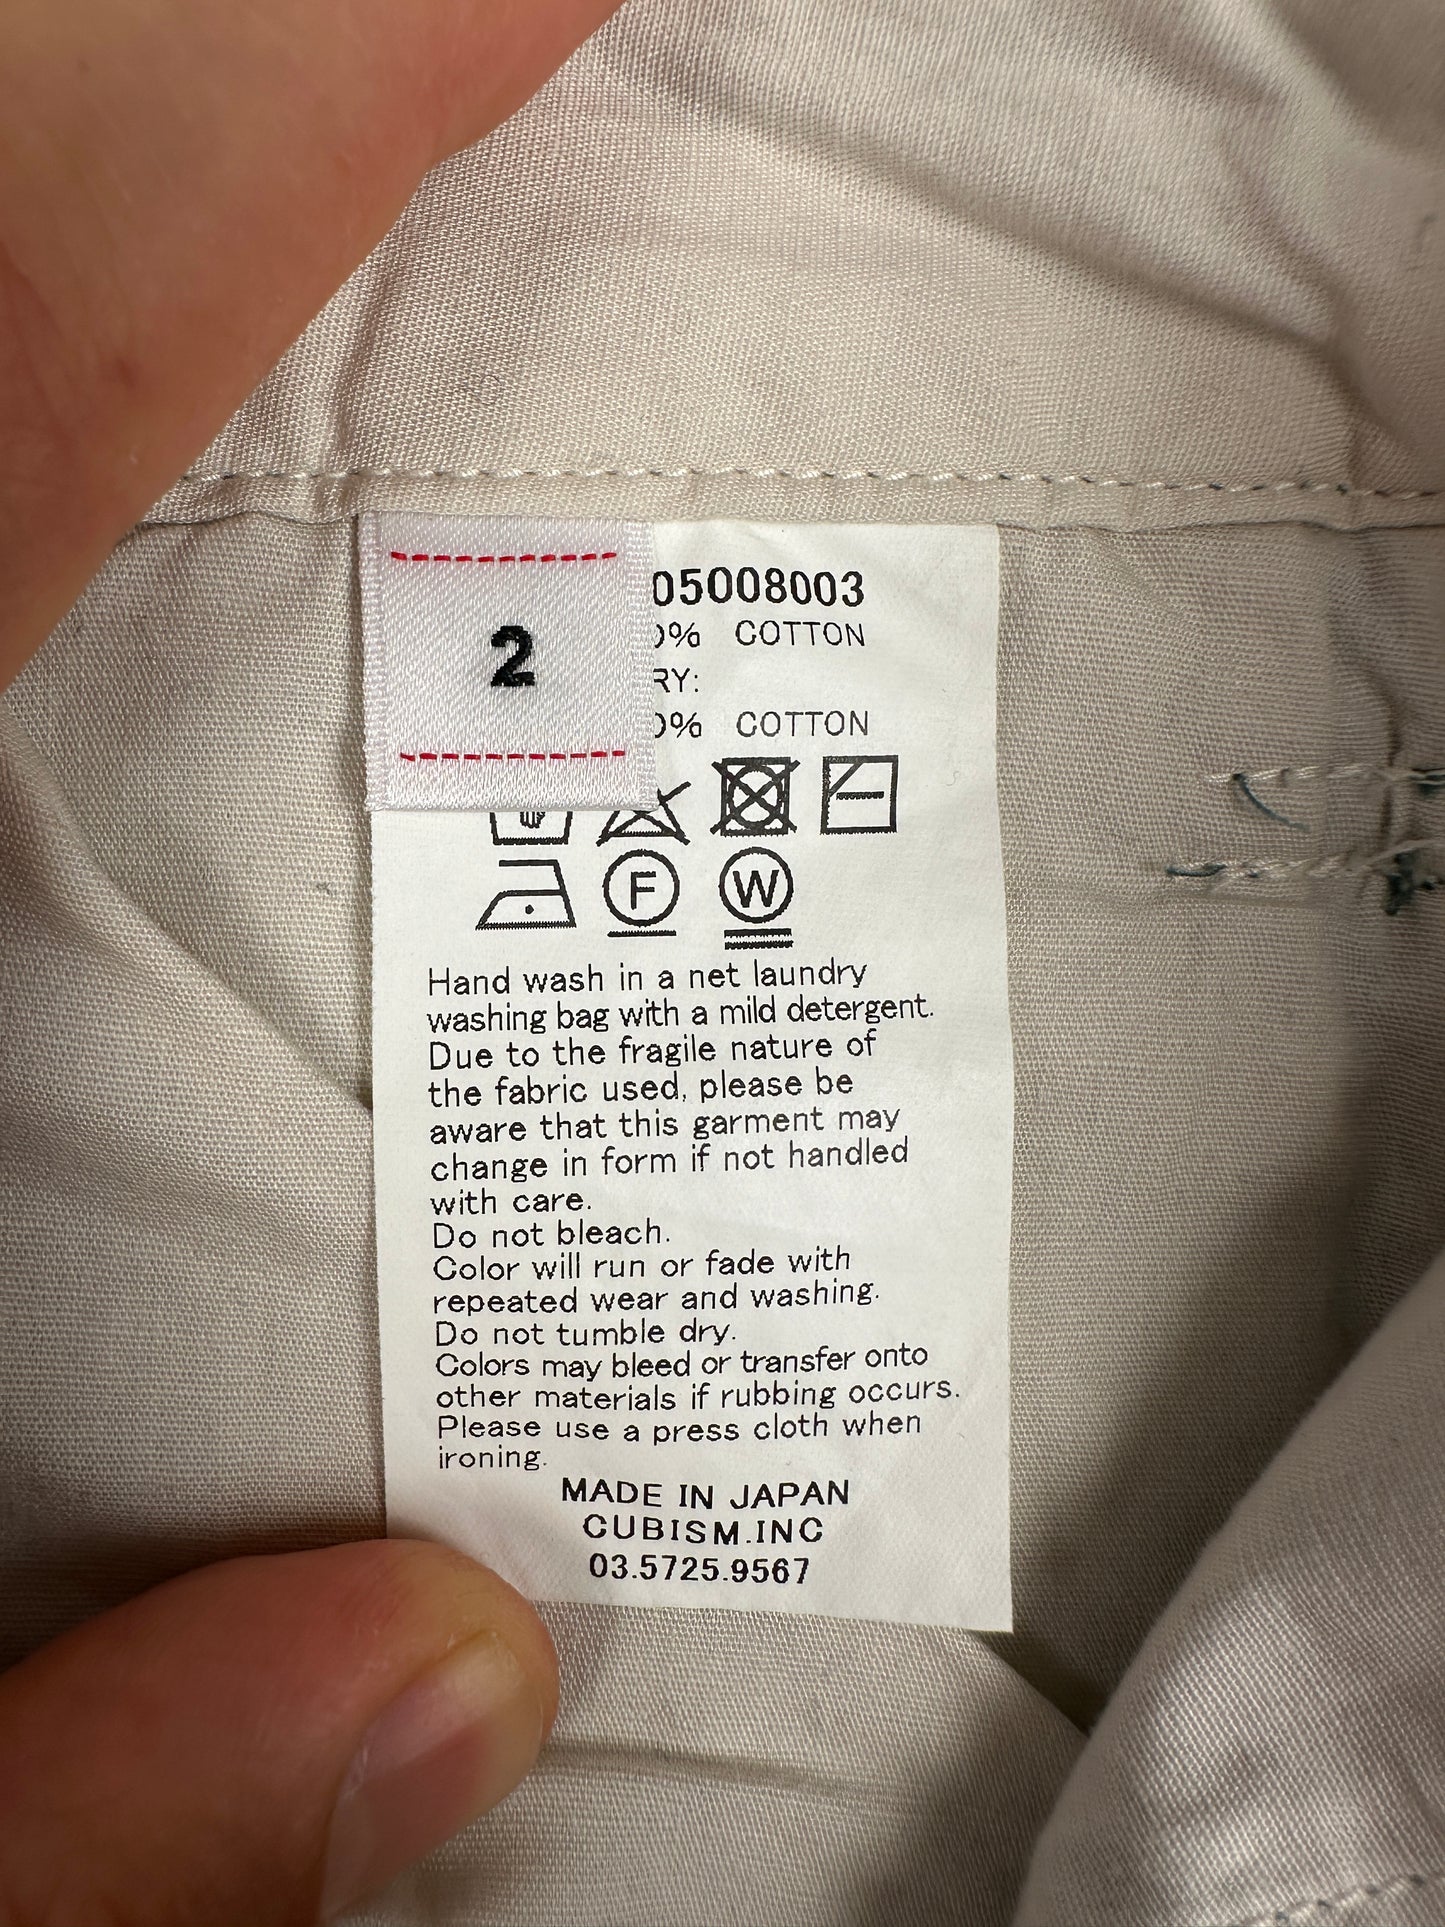 2
05008003
0% COTTON
RY:
0% COTTON
F
W
Hand wash in a net laundry
washing bag with a mild detergent.
Due to the fragile nature of
the fabric used, please be
aware that this garment may
change in form if not handled
with care.
Do not bleach.
Color will run or fade with
repeated wear and washing.
Do not tumble dry.
Colors may bleed or transfer onto
other materials if rubbing occurs.
Please use a press cloth when
ironing.
MADE IN JAPAN
CUBISM.INC
03.5725.9567